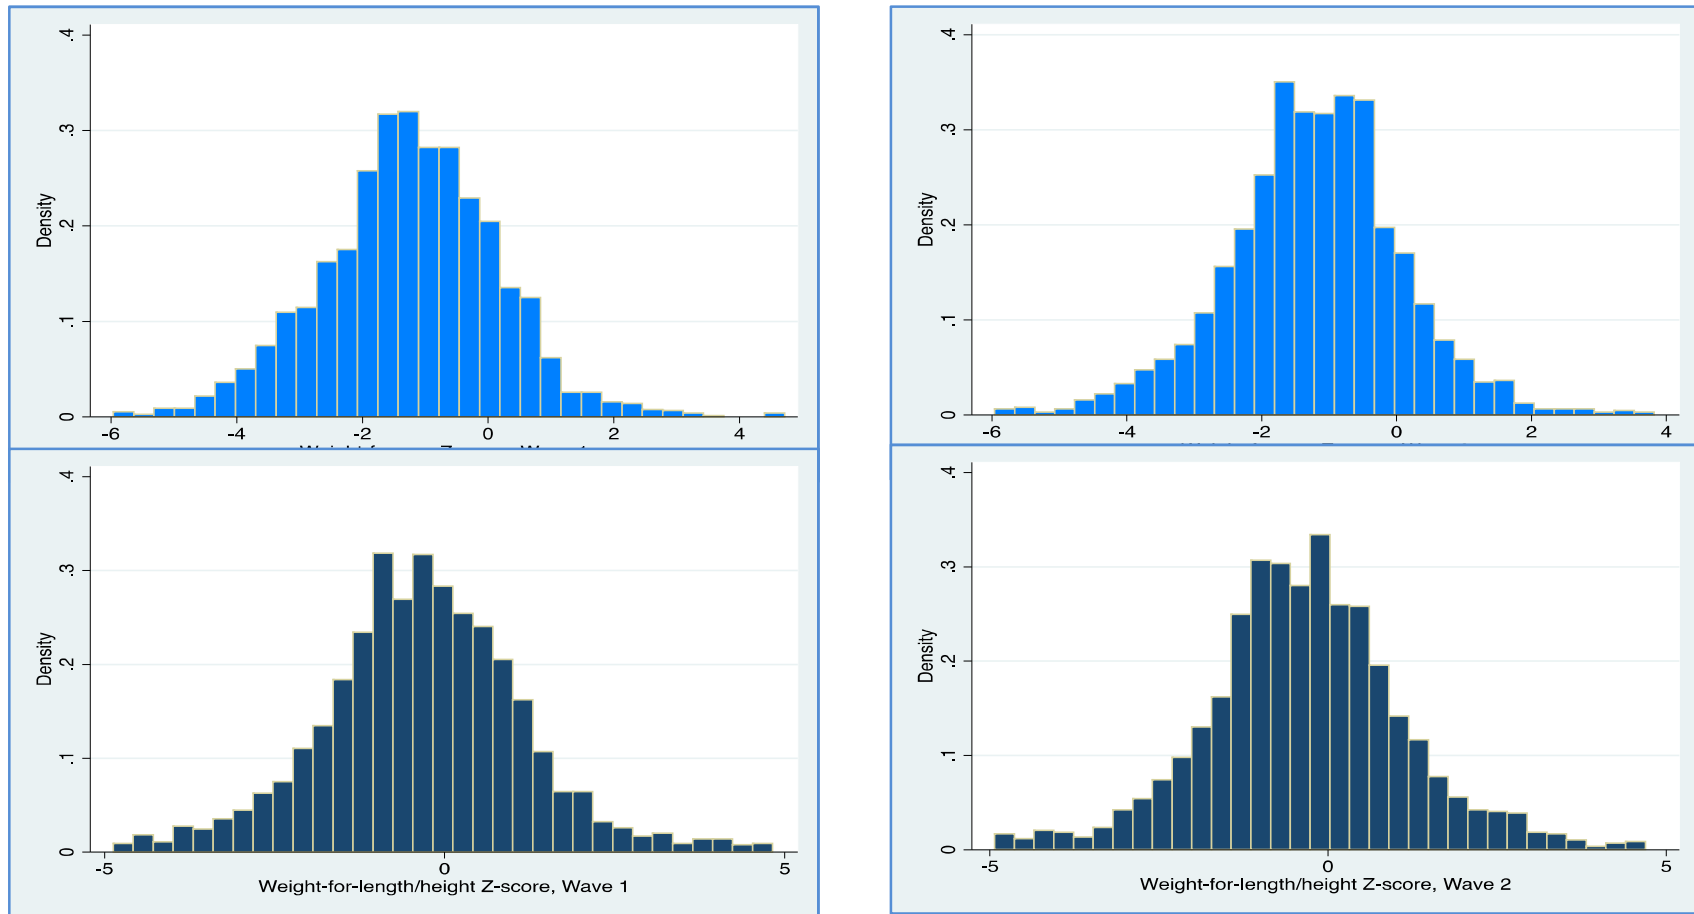 Density
.4
.3
.2
.1
0
-6 -4 -2 0 2 4
Density
.4
.3
.2
.1
0
-6 -4 -2 0 2 4
Density
.4
.3
.2
.1
0
-5 0 5
Weight-for-length/height Z-score, Wave 1
Density
.4
.3
.2
.1
0
-5 0 5
Weight-for-length/height Z-score, Wave 2